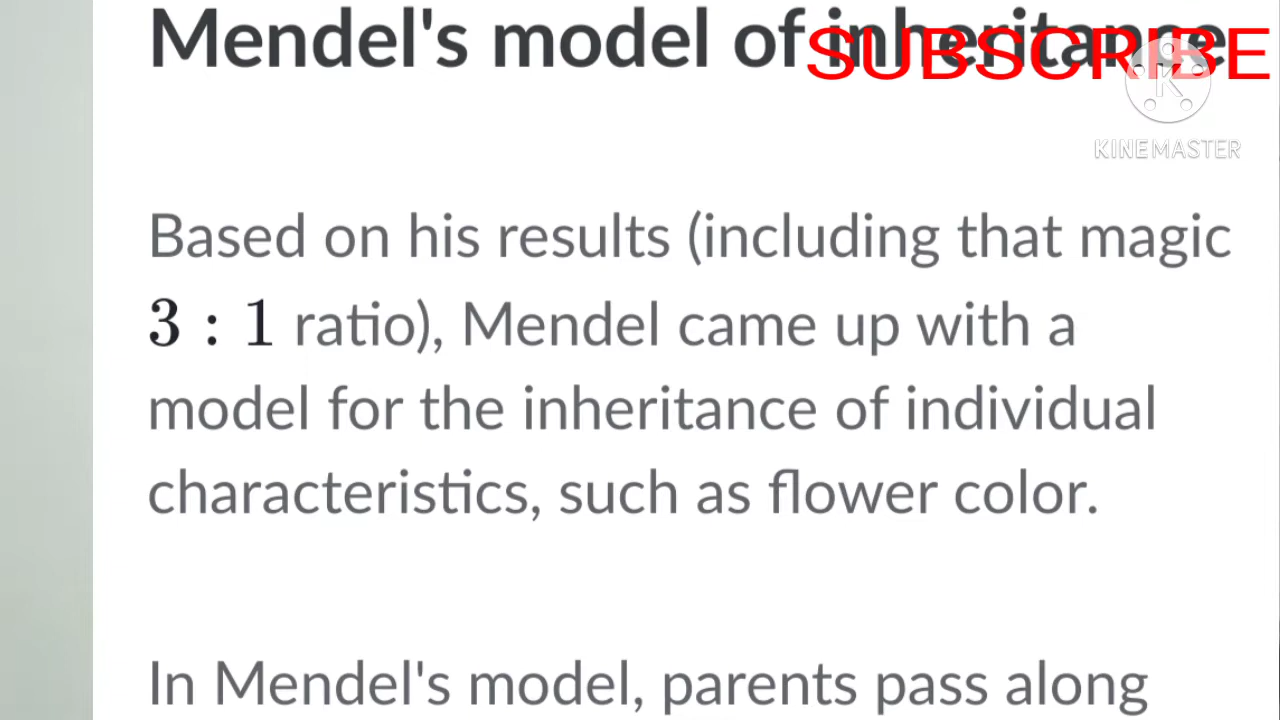 Mendel's model of inheritance
SUBSCRIBE
K
KINEMASTER
Based on his results (including that magic
3 : 1 ratio), Mendel came up with a
model for the inheritance of individual
characteristics, such as flower color.
In Mendel's model, parents pass along